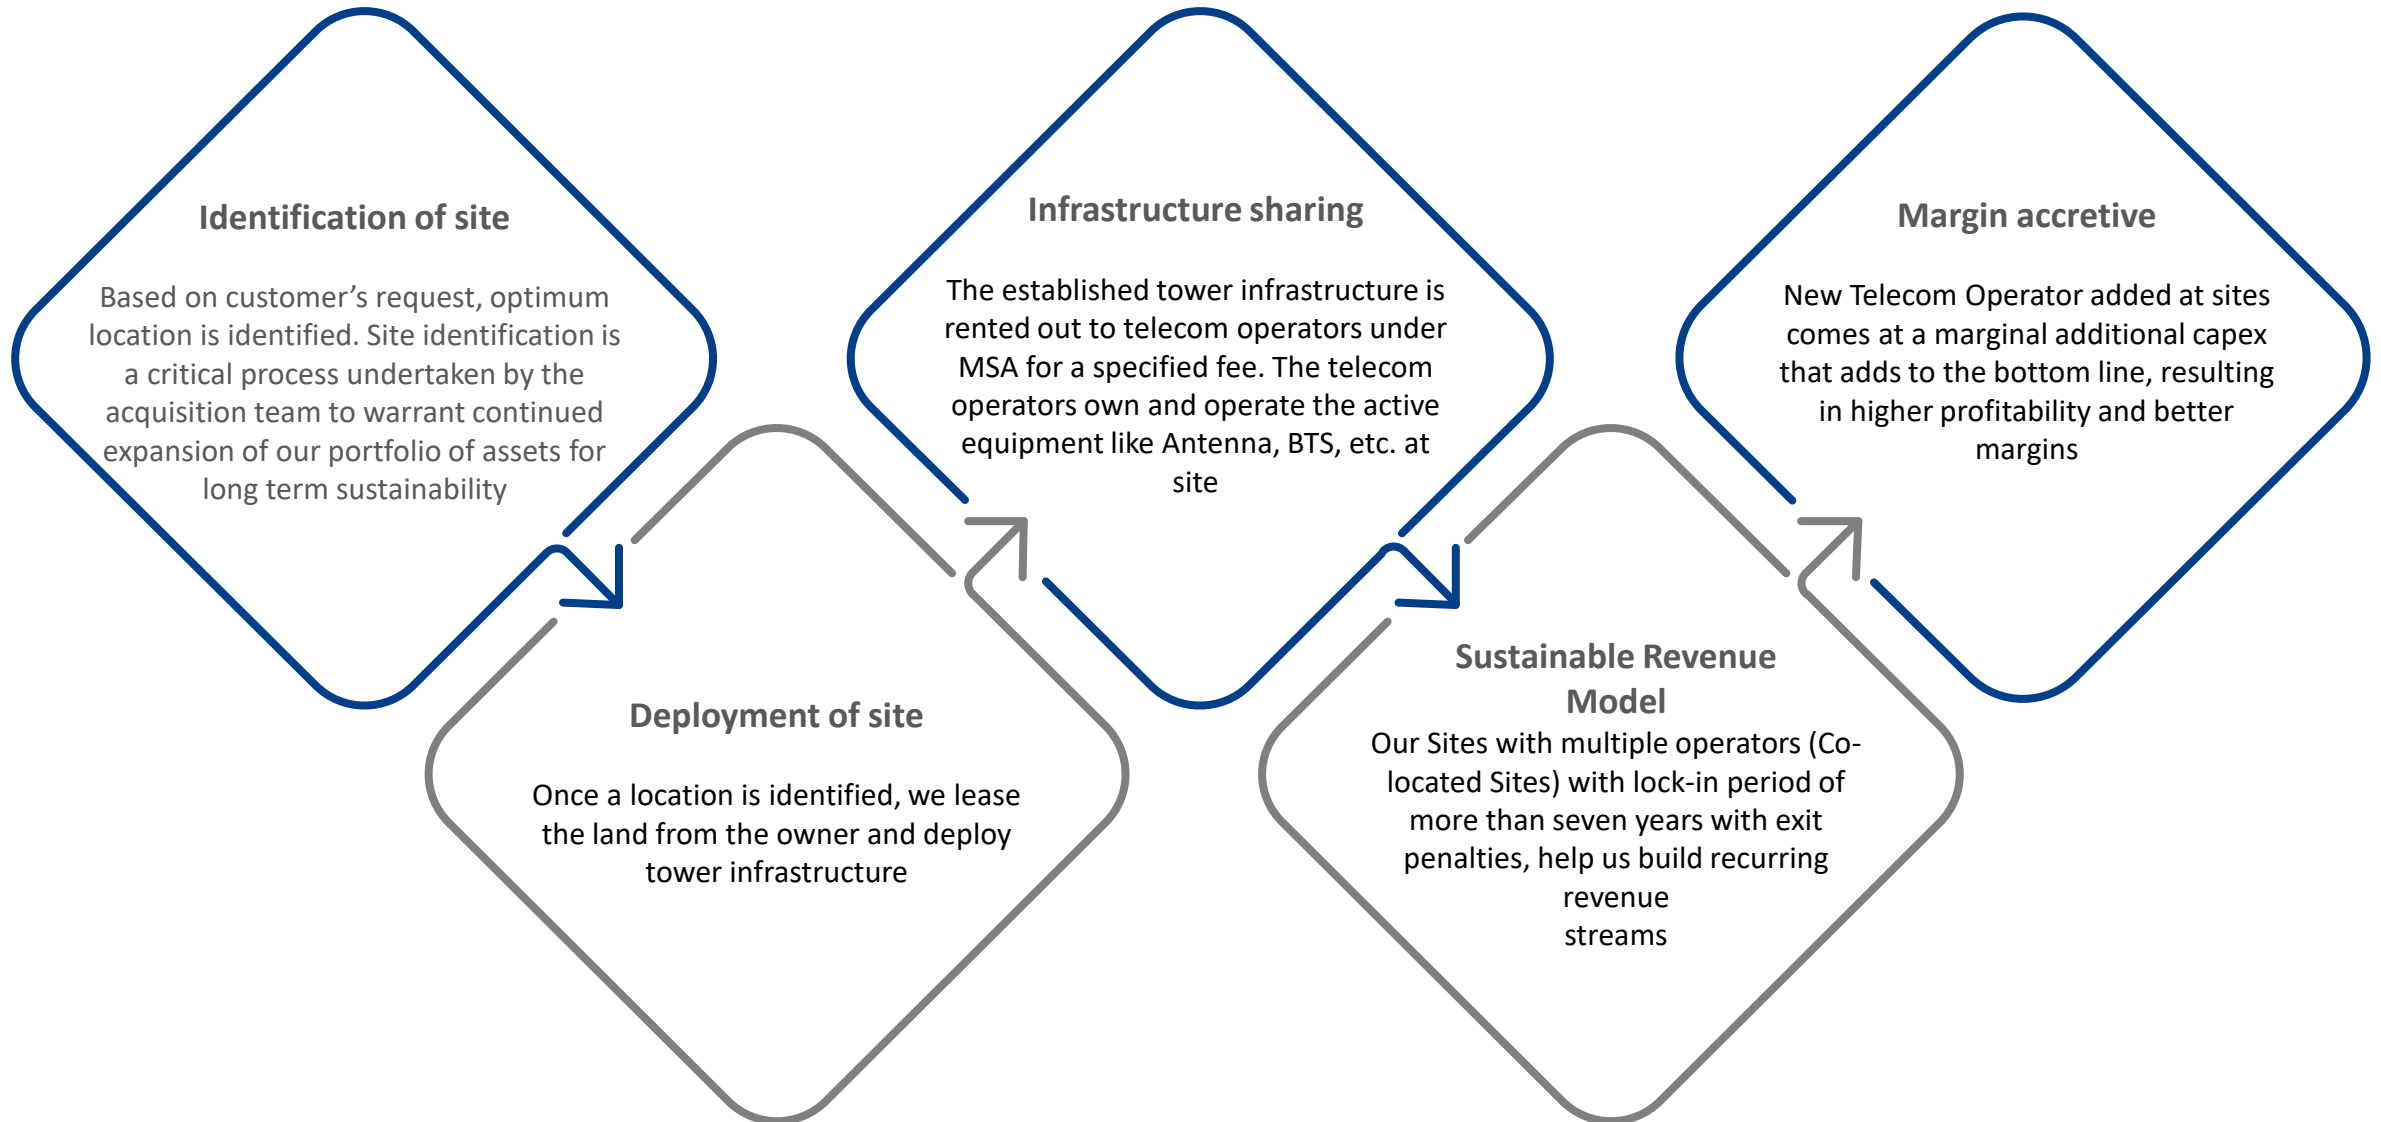 Identification of site
Based on customer’s request, optimum
location is identified. Site identification is
a critical process undertaken by the
acquisition team to warrant continued
expansion of our portfolio of assets for
long term sustainability
Deployment of site
Once a location is identified, we lease
the land from the owner and deploy
tower infrastructure
Infrastructure sharing
The established tower infrastructure is
rented out to telecom operators under
MSA for a specified fee. The telecom
operators own and operate the active
equipment like Antenna, BTS, etc. at
site
Sustainable Revenue
Model
Our Sites with multiple operators (Co-
located Sites) with lock-in period of
more than seven years with exit
penalties, help us build recurring
revenue
streams
Margin accretive
New Telecom Operator added at sites
comes at a marginal additional capex
that adds to the bottom line, resulting
in higher profitability and better
margins